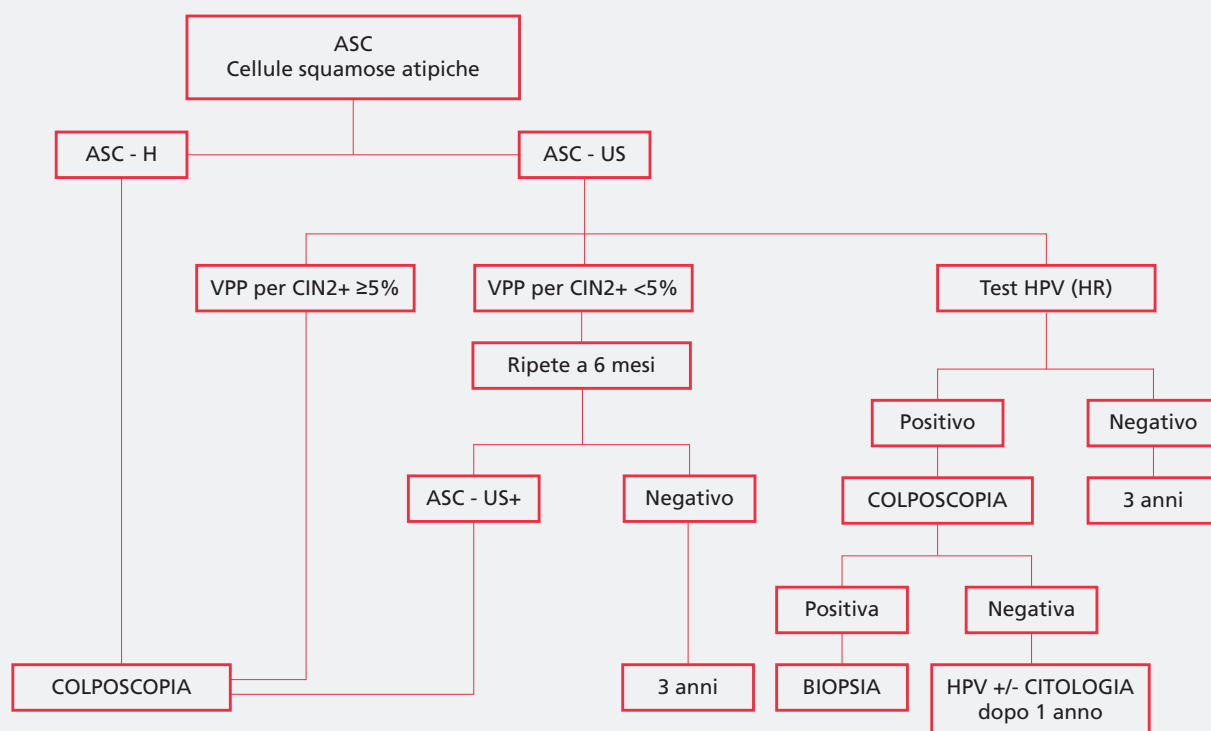 ASC
Cellule squamose atipiche
ASC - H
ASC - US
VPP per CIN2+ ≥5%
VPP per CIN2+ <5%
Test HPV (HR)
Ripete a 6 mesi
Positivo
Negativo
ASC - US+
Negativo
COLPOSCOPIA
3 anni
Positiva
Negativa
COLPOSCOPIA
3 anni
BIOPSIA
HPV +/- CITOLOGIA
dopo 1 anno